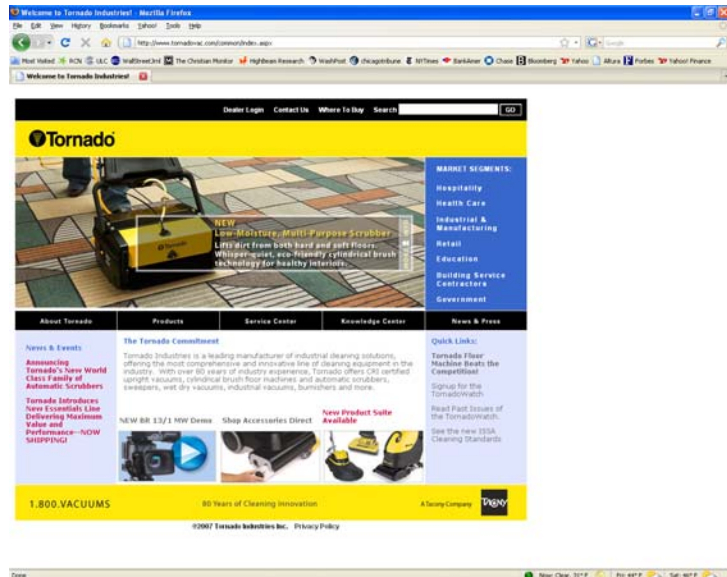 Welcome to Tornado Industries! - Mozilla Firefox
File Edit View History Bookmarks Yahoo! Tools Help
http://www.tornadovac.com/common/index.aspx
Most Visited RCN ULC WallStreetJrnl The Christian Monitor HighBeam Research WashPost chicagotribune NYTimes BankAmer Chase Bloomberg Yahoo Altura Forbes Yahoo! Finance
Welcome to Tornado Industries!
Dealer Login Contact Us Where To Buy Search GO
Tornado
MARKET SEGMENTS:
Hospitality
Health Care
Industrial &
Manufacturing
Retail
Education
Building Service
Contractors
Government
NEW
Low-Moisture, Multi-Purpose Scrubber
Lifts dirt from both hard and soft floors.
Whisper-quiet, eco-friendly cylindrical brush
technology for healthy interiors.
About Tornado Products Service Center Knowledge Center News & Press
News & Events
Announcing
Tornado's New World
Class Family of
Automatic Scrubbers
Tornado Introduces
New Essentials Line
Delivering Maximum
Value and
Performance--NOW
SHIPPING!
The Tornado Commitment
Tornado Industries is a leading manufacturer of industrial cleaning solutions,
offering the most comprehensive and innovative line of cleaning equipment in the
industry. With over 80 years of industry experience, Tornado offers CRI certified
upright vacuums, cylindrical brush floor machines and automatic scrubbers,
sweepers, wet dry vacuums, industrial vacuums, burnishers and more.
NEW BR 13/1 MW Demo
Shop Accessories Direct
New Product Suite
Available
Quick Links:
Tornado Floor
Machine Beats the
Competition!
Signup for the
TornadoWatch
Read Past Issues of
the TornadoWatch.
See the new ISSA
Cleaning Standards
1.800.VACUUMS
80 Years of Cleaning Innovation
A Tacony Company TACONY
©2007 Tornado Industries Inc. Privacy Policy
Done
Now: Clear, 31° F Fri: 44° F Sat: 46° F